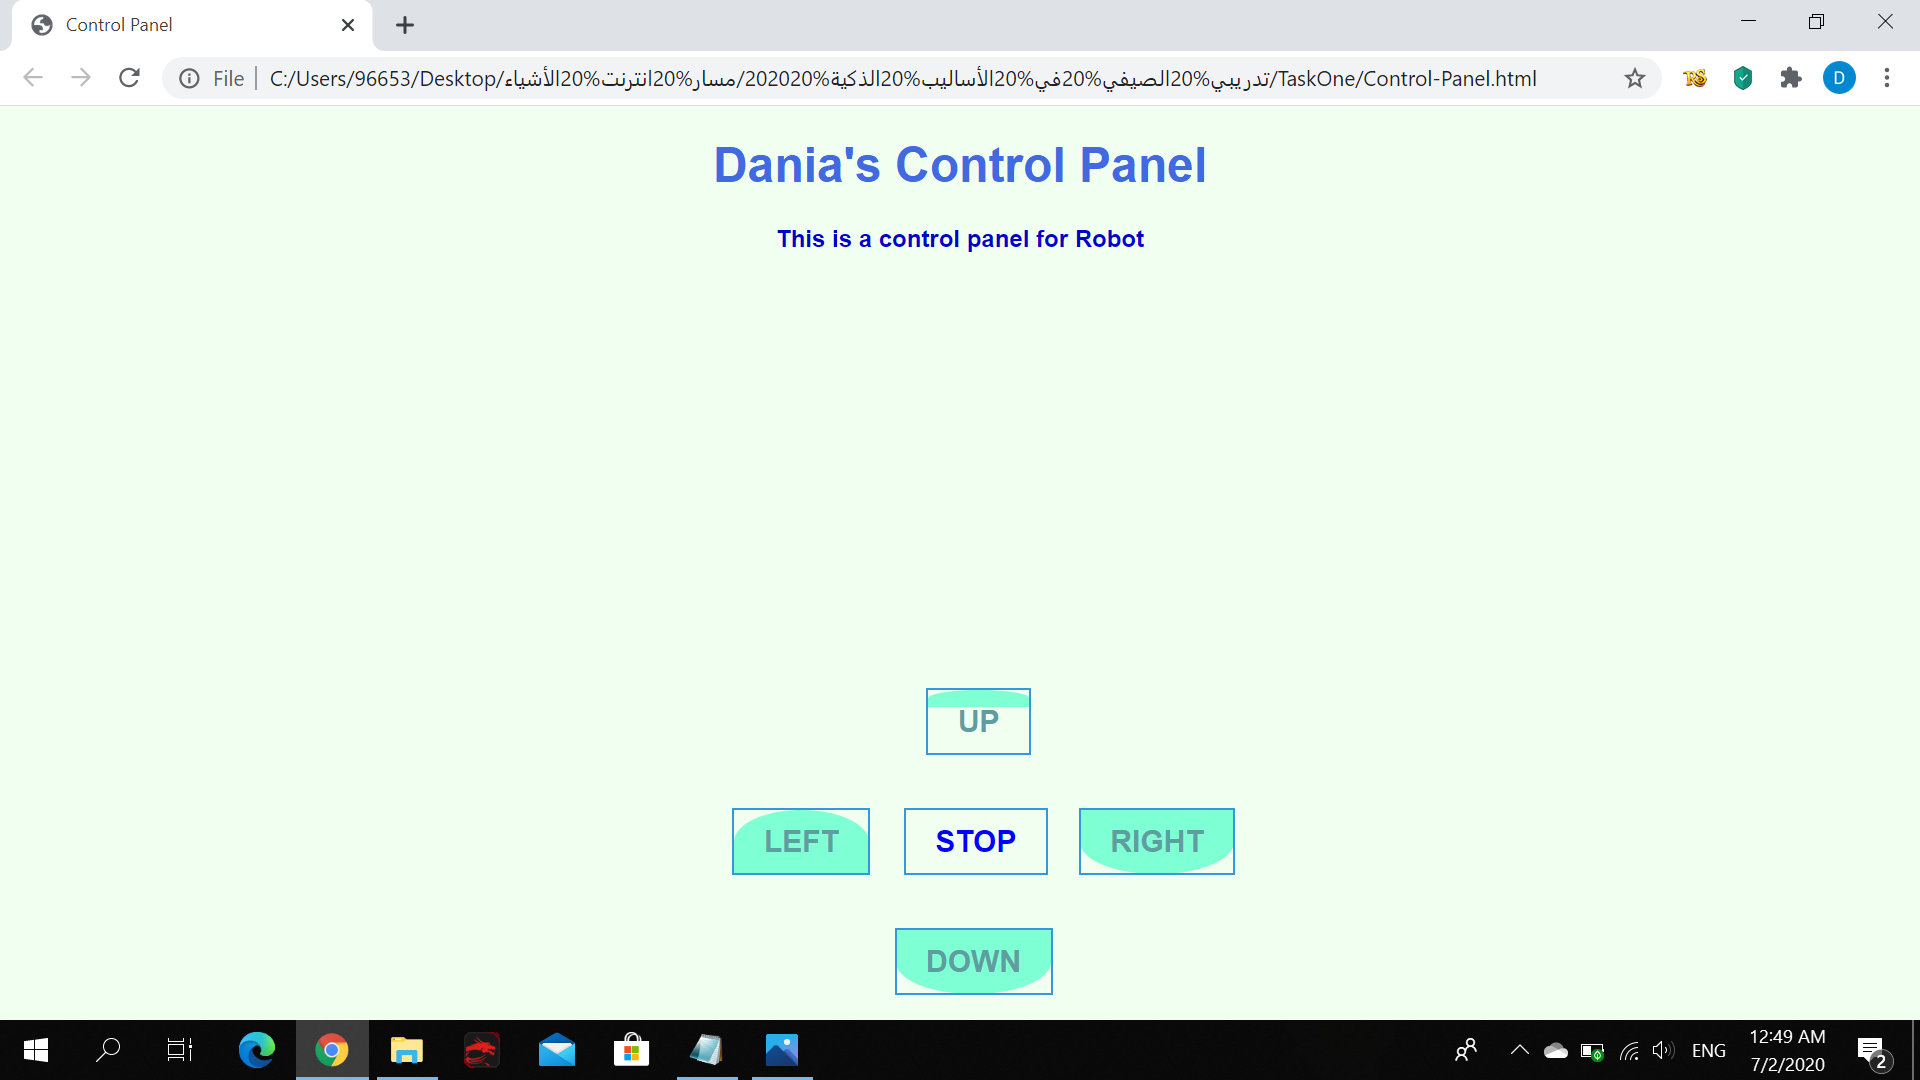 Control Panel
File | C:/Users/96653/Desktop/تدريبي%20الصيفي%20في%20الأساليب%20الذكية%202020/مسار%20انترنت%20الأشياء/TaskOne/Control-Panel.html
D
Dania's Control Panel
This is a control panel for Robot
UP
LEFT STOP RIGHT
DOWN
ENG
12:49 AM
7/2/2020
2